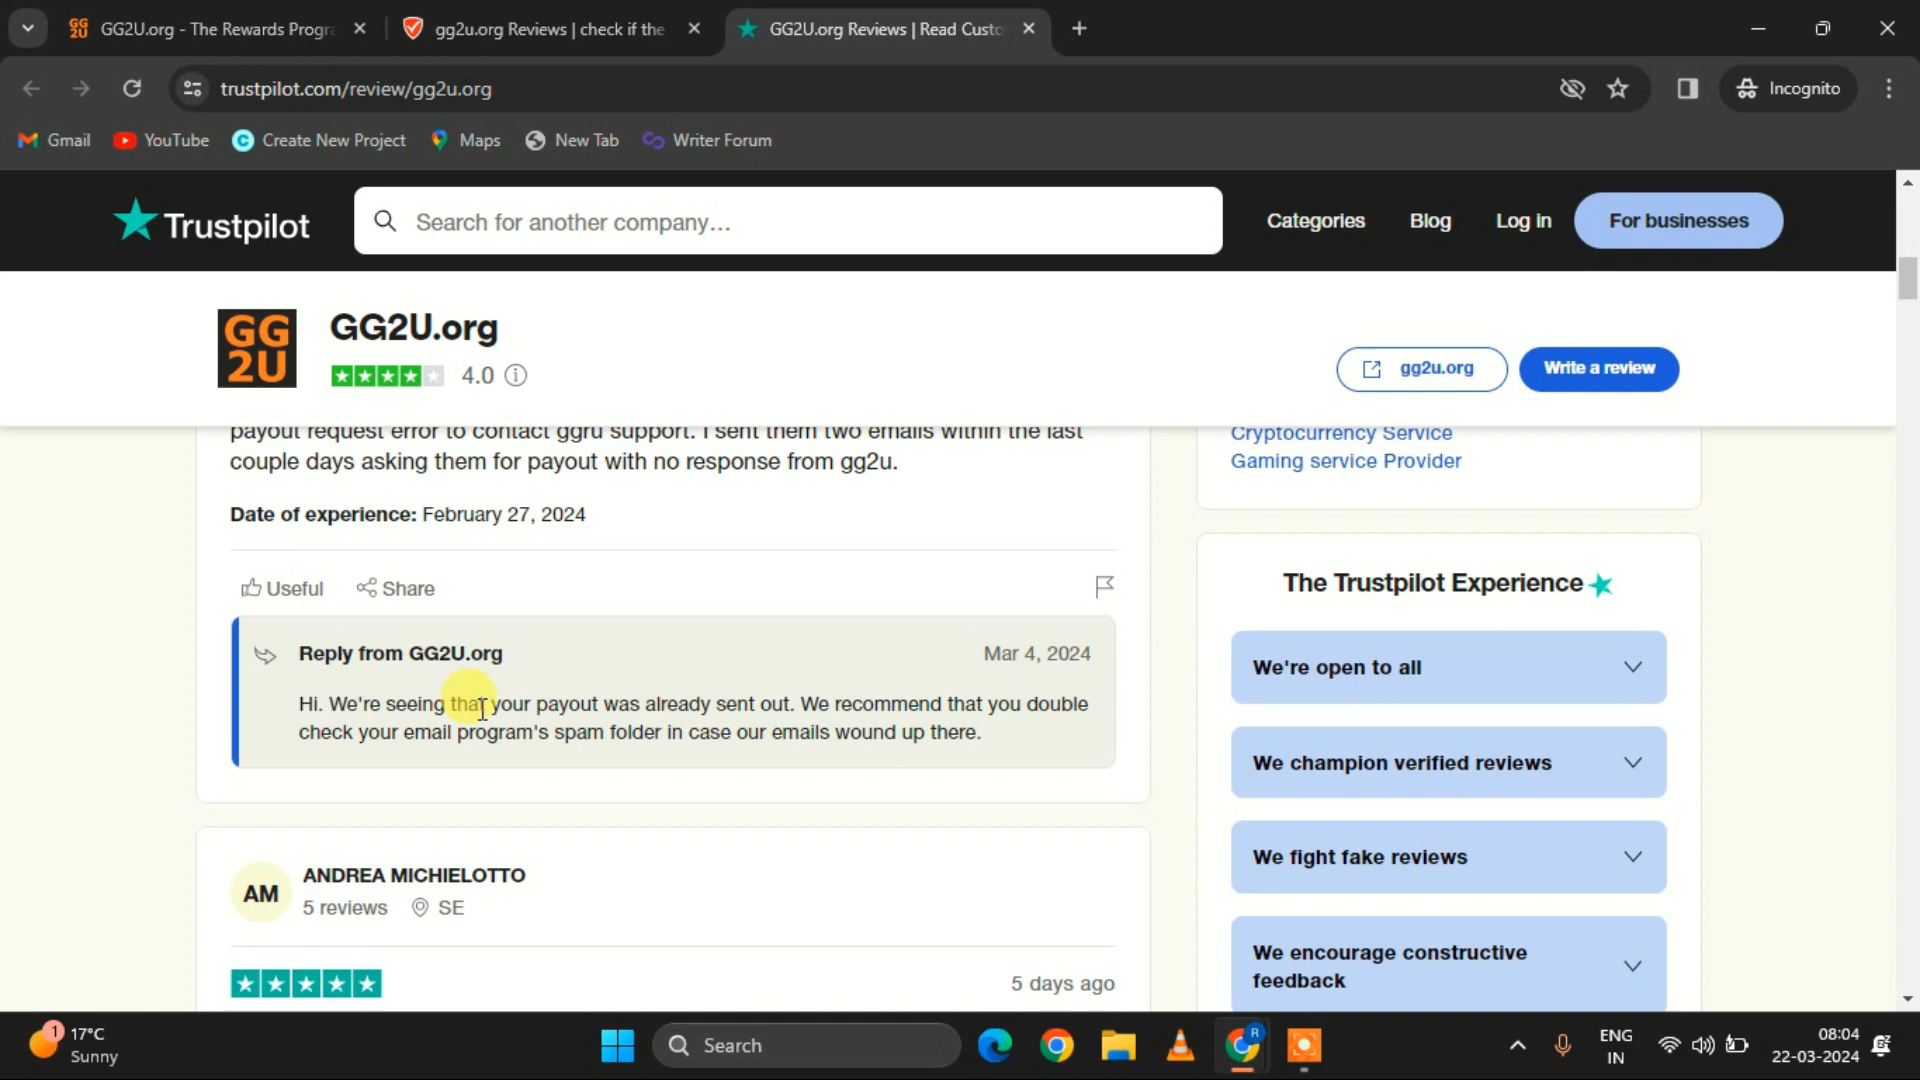 GG2U.org - The Rewards Progra
gg2u.org Reviews | check if the
GG2U.org Reviews | Read Custo
trustpilot.com/review/gg2u.org
Incognito
Gmail
YouTube
Create New Project
Maps
New Tab
Writer Forum
Trustpilot
Search for another company...
Categories
Blog
Log in
For businesses
GG
2U
GG2U.org
4.0
gg2u.org
Write a review
payout request error to contact ggru support. I sent them two emails within the last
couple days asking them for payout with no response from gg2u.
Date of experience: February 27, 2024
Useful
Share
Reply from GG2U.org
Mar 4, 2024
Hi. We're seeing that your payout was already sent out. We recommend that you double
check your email program's spam folder in case our emails wound up there.
AM
ANDREA MICHIELOTTO
5 reviews
SE
5 days ago
Cryptocurrency Service
Gaming service Provider
The Trustpilot Experience
We're open to all
We champion verified reviews
We fight fake reviews
We encourage constructive
feedback
1
17°C
Sunny
Search
R
ENG
IN
08:04
22-03-2024